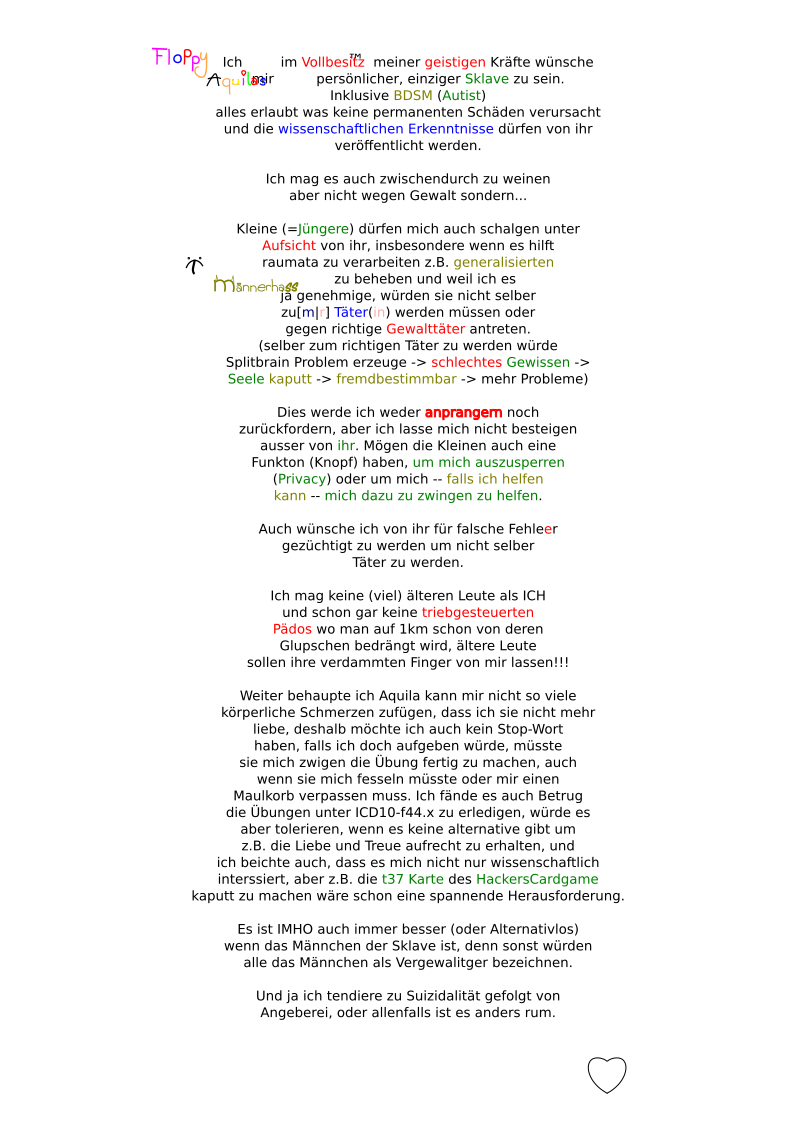 Ich Floppy im Vollbesitz™ meiner geistigen Kräfte wünsche
mir Aquilas persönlicher, einziger Sklave zu sein.
Inklusive BDSM (Autist)
alles erlaubt was keine permanenten Schäden verursacht
und die wissenschaftlichen Erkenntnisse dürfen von ihr
veröffentlicht werden.
Ich mag es auch zwischendurch zu weinen
aber nicht wegen Gewalt sondern...
Kleine (=Jüngere) dürfen mich auch schalgen unter
Aufsicht von ihr, insbesondere wenn es hilft
raumata zu verarbeiten z.B. generalisierten
Männerhass zu beheben und weil ich es
ja genehmige, würden sie nicht selber
zu[m|r] Täter(in) werden müssen oder
gegen richtige Gewalttäter antreten.
(selber zum richtigen Täter zu werden würde
Splitbrain Problem erzeuge -> schlechtes Gewissen ->
Seele kaputt -> fremdbestimmbar -> mehr Probleme)
Dies werde ich weder anprangern noch
zurückfordern, aber ich lasse mich nicht besteigen
ausser von ihr. Mögen die Kleinen auch eine
Funkton (Knopf) haben, um mich auszusperren
(Privacy) oder um mich -- falls ich helfen
kann -- mich dazu zu zwingen zu helfen.
Auch wünsche ich von ihr für falsche Fehleer
gezüchtigt zu werden um nicht selber
Täter zu werden.
Ich mag keine (viel) älteren Leute als ICH
und schon gar keine triebgesteuerten
Pädos wo man auf 1km schon von deren
Glupschen bedrängt wird, ältere Leute
sollen ihre verdammten Finger von mir lassen!!!
Weiter behaupte ich Aquila kann mir nicht so viele
körperliche Schmerzen zufügen, dass ich sie nicht mehr
liebe, deshalb möchte ich auch kein Stop-Wort
haben, falls ich doch aufgeben würde, müsste
sie mich zwigen die Übung fertig zu machen, auch
wenn sie mich fesseln müsste oder mir einen
Maulkorb verpassen muss. Ich fände es auch Betrug
die Übungen unter ICD10-f44.x zu erledigen, würde es
aber tolerieren, wenn es keine alternative gibt um
z.B. die Liebe und Treue aufrecht zu erhalten, und
ich beichte auch, dass es mich nicht nur wissenschaftlich
interssiert, aber z.B. die t37 Karte des HackersCardgame
kaputt zu machen wäre schon eine spannende Herausforderung.
Es ist IMHO auch immer besser (oder Alternativlos)
wenn das Männchen der Sklave ist, denn sonst würden
alle das Männchen als Vergewalitger bezeichnen.
Und ja ich tendiere zu Suizidalität gefolgt von
Angeberei, oder allenfalls ist es anders rum.